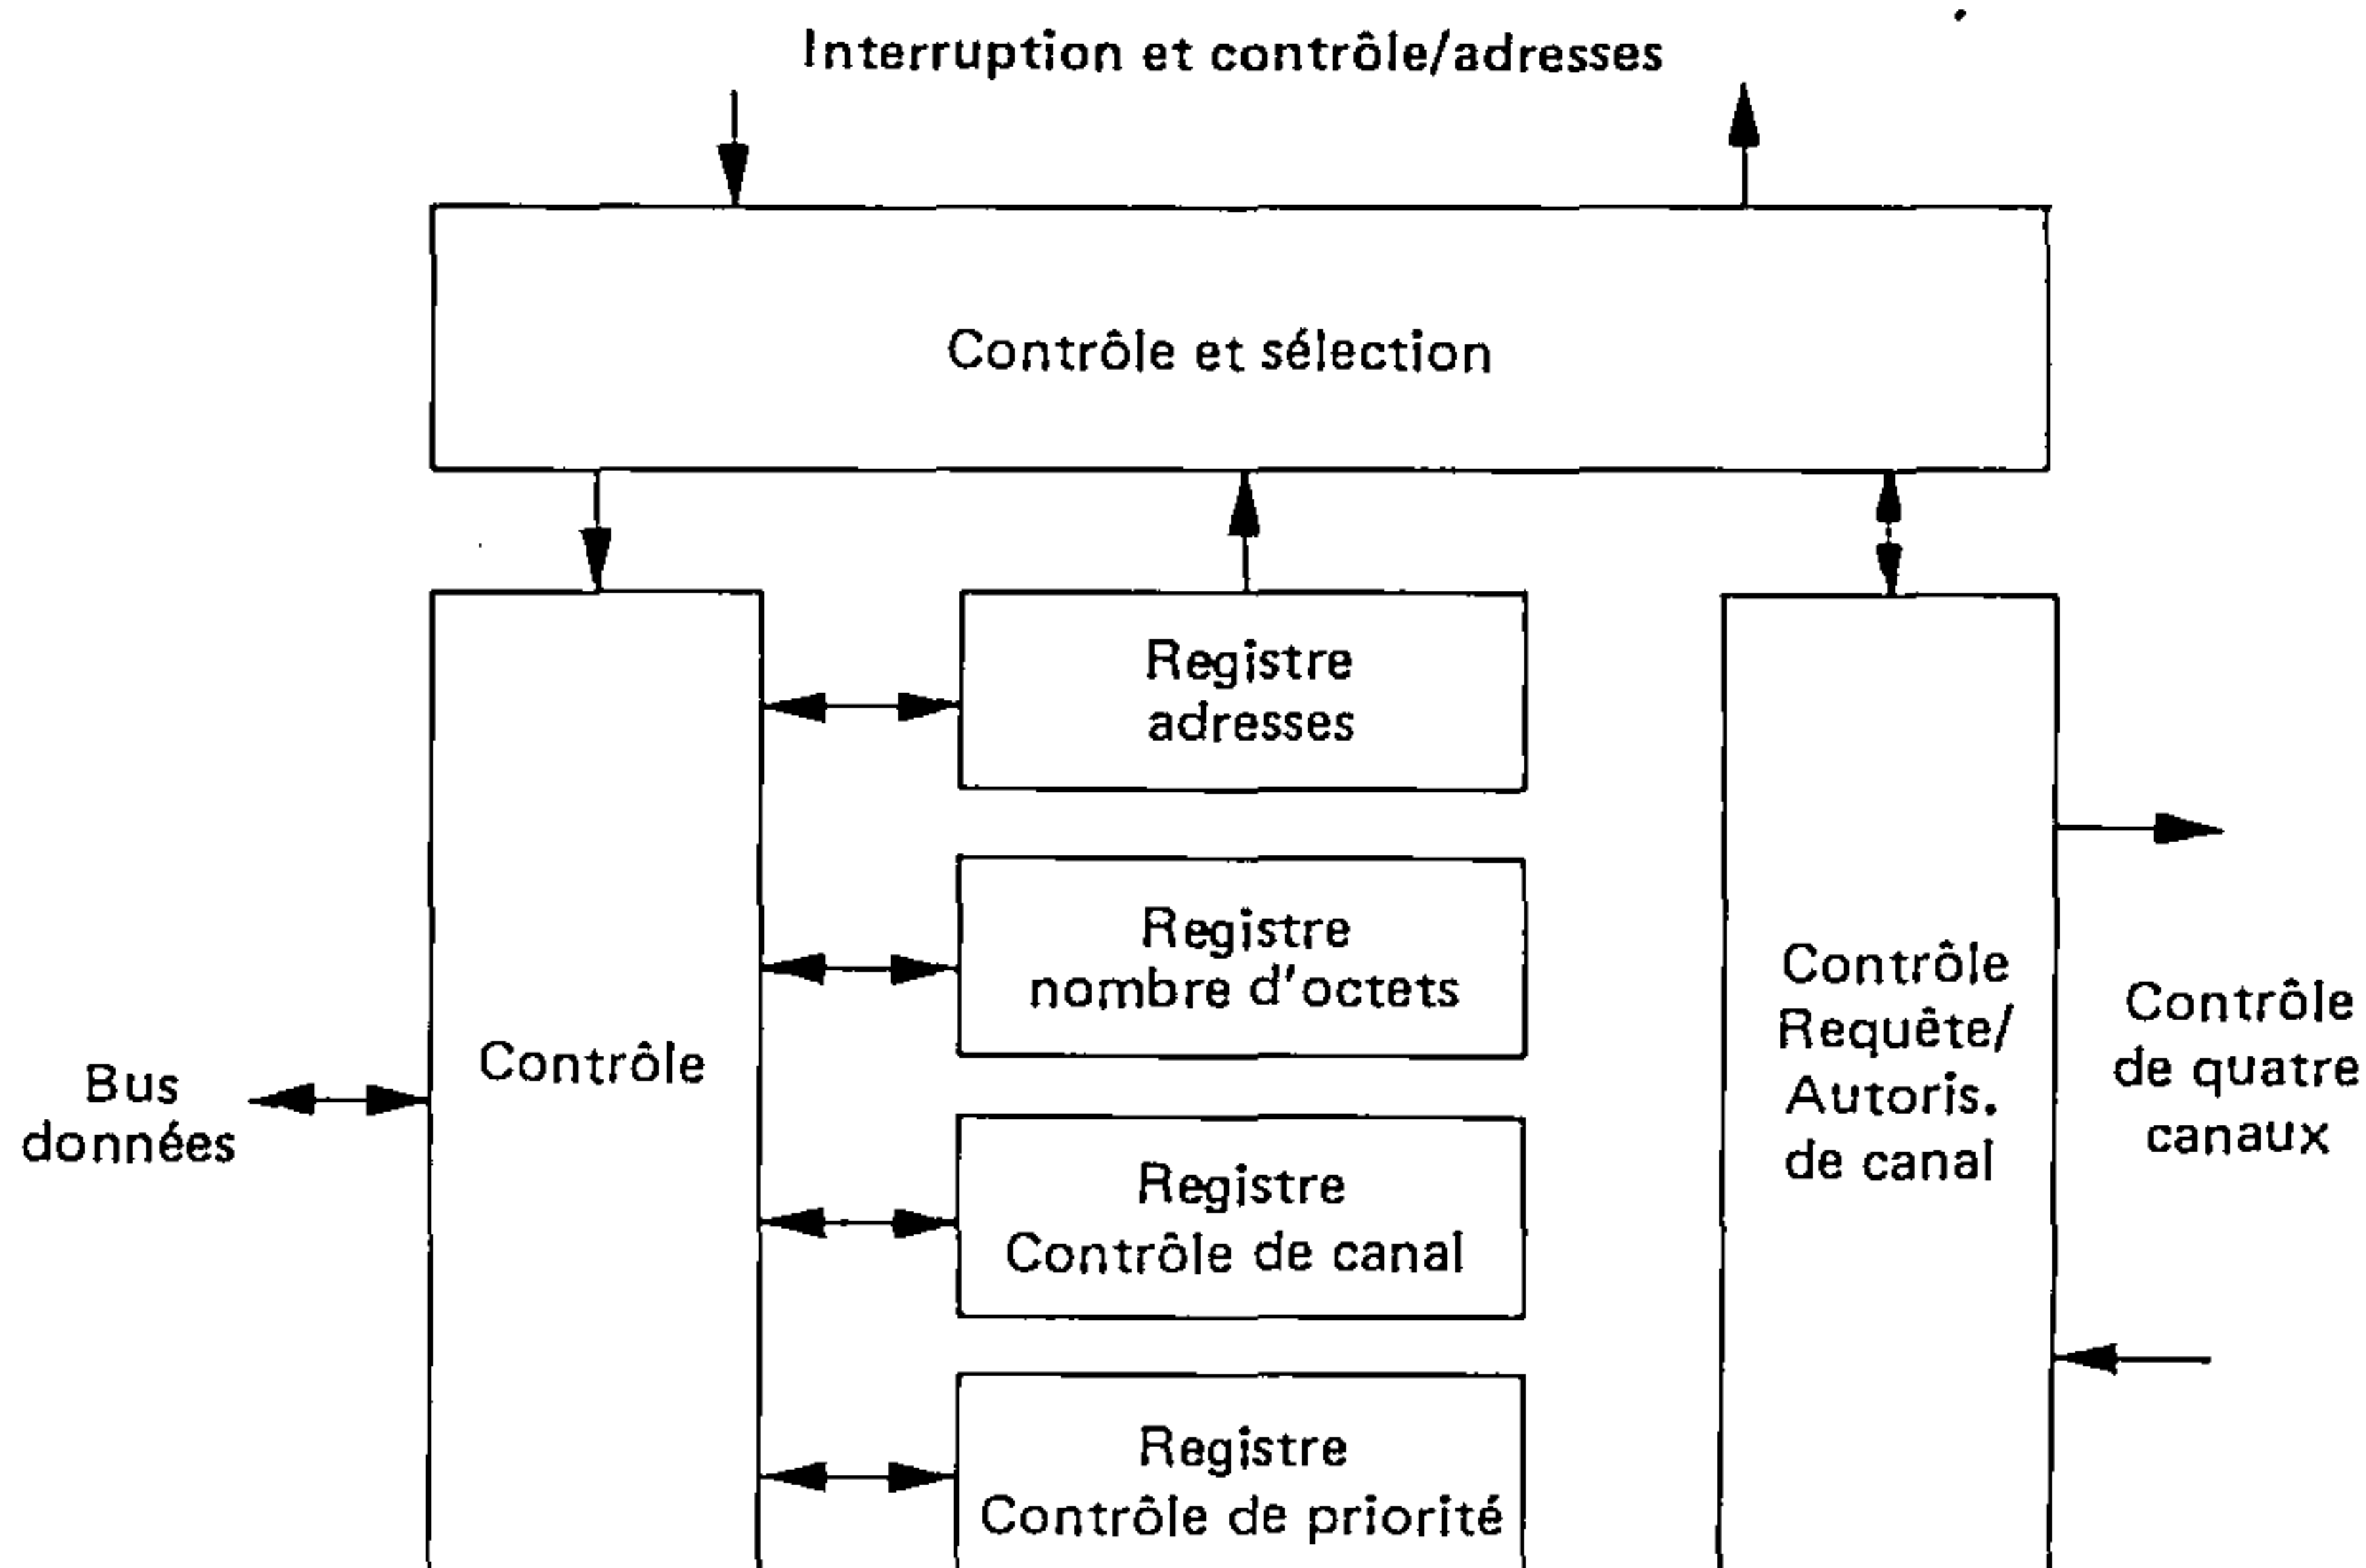 Interruption et contrôle/adresses
Contrôle et sélection
Registre
adresses
Registre
nombre d'octets
Contrôle
Requête/
Autoris.
de canal
Contrôle
de quatre
canaux
Contrôle
Bus
données
Registre
Contrôle de canal
Registre
Contrôle de priorité